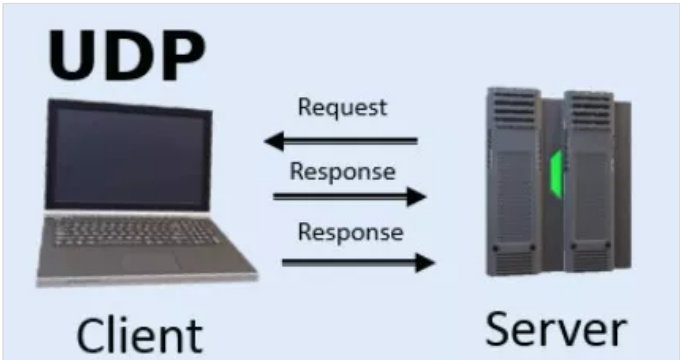 UDP
Request
Response
Response
Client
Server